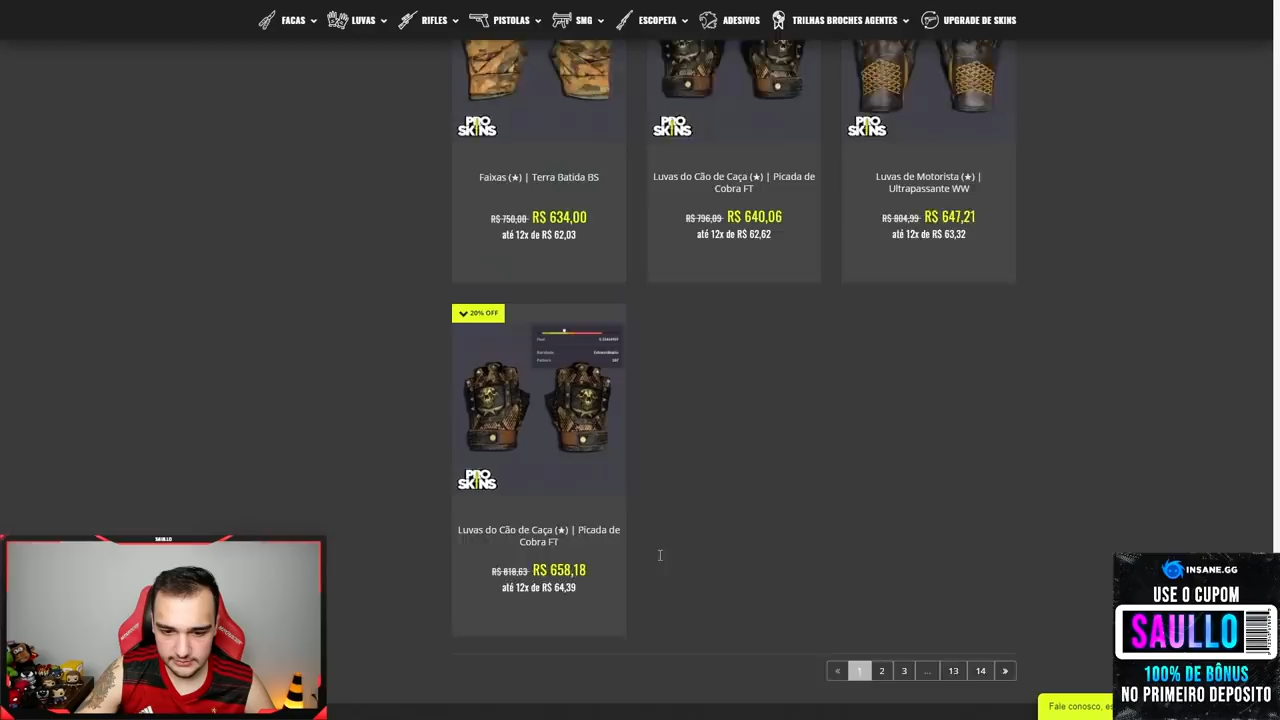 FACAS
LUVAS
RIFLES
PISTOLAS
SMG
ESCOPETA
ADESIVOS
TRILHAS BROCHES AGENTES
UPGRADE DE SKINS
PRO
SKINS
PRO
SKINS
PRO
SKINS
Faixas (★) | Terra Batida BS
R$ 750,00 R$ 634,00
até 12x de R$ 62,03
Luvas do Cão de Caça (★) | Picada de
Cobra FT
R$ 796,09 R$ 640,06
até 12x de R$ 62,62
Luvas de Motorista (★) |
Ultrapassante WW
R$ 804,99 R$ 647,21
até 12x de R$ 63,32
20% OFF
PRO
SKINS
Luvas do Cão de Caça (★) | Picada de
Cobra FT
R$ 818,63 R$ 658,18
até 12x de R$ 64,39
« 1 2 3 ... 13 14 »
SAULLO
INSANE.GG
USE O CUPOM
SAULLO
100% DE BÔNUS
NO PRIMEIRO DEPÓSITO
Fale conosco, es